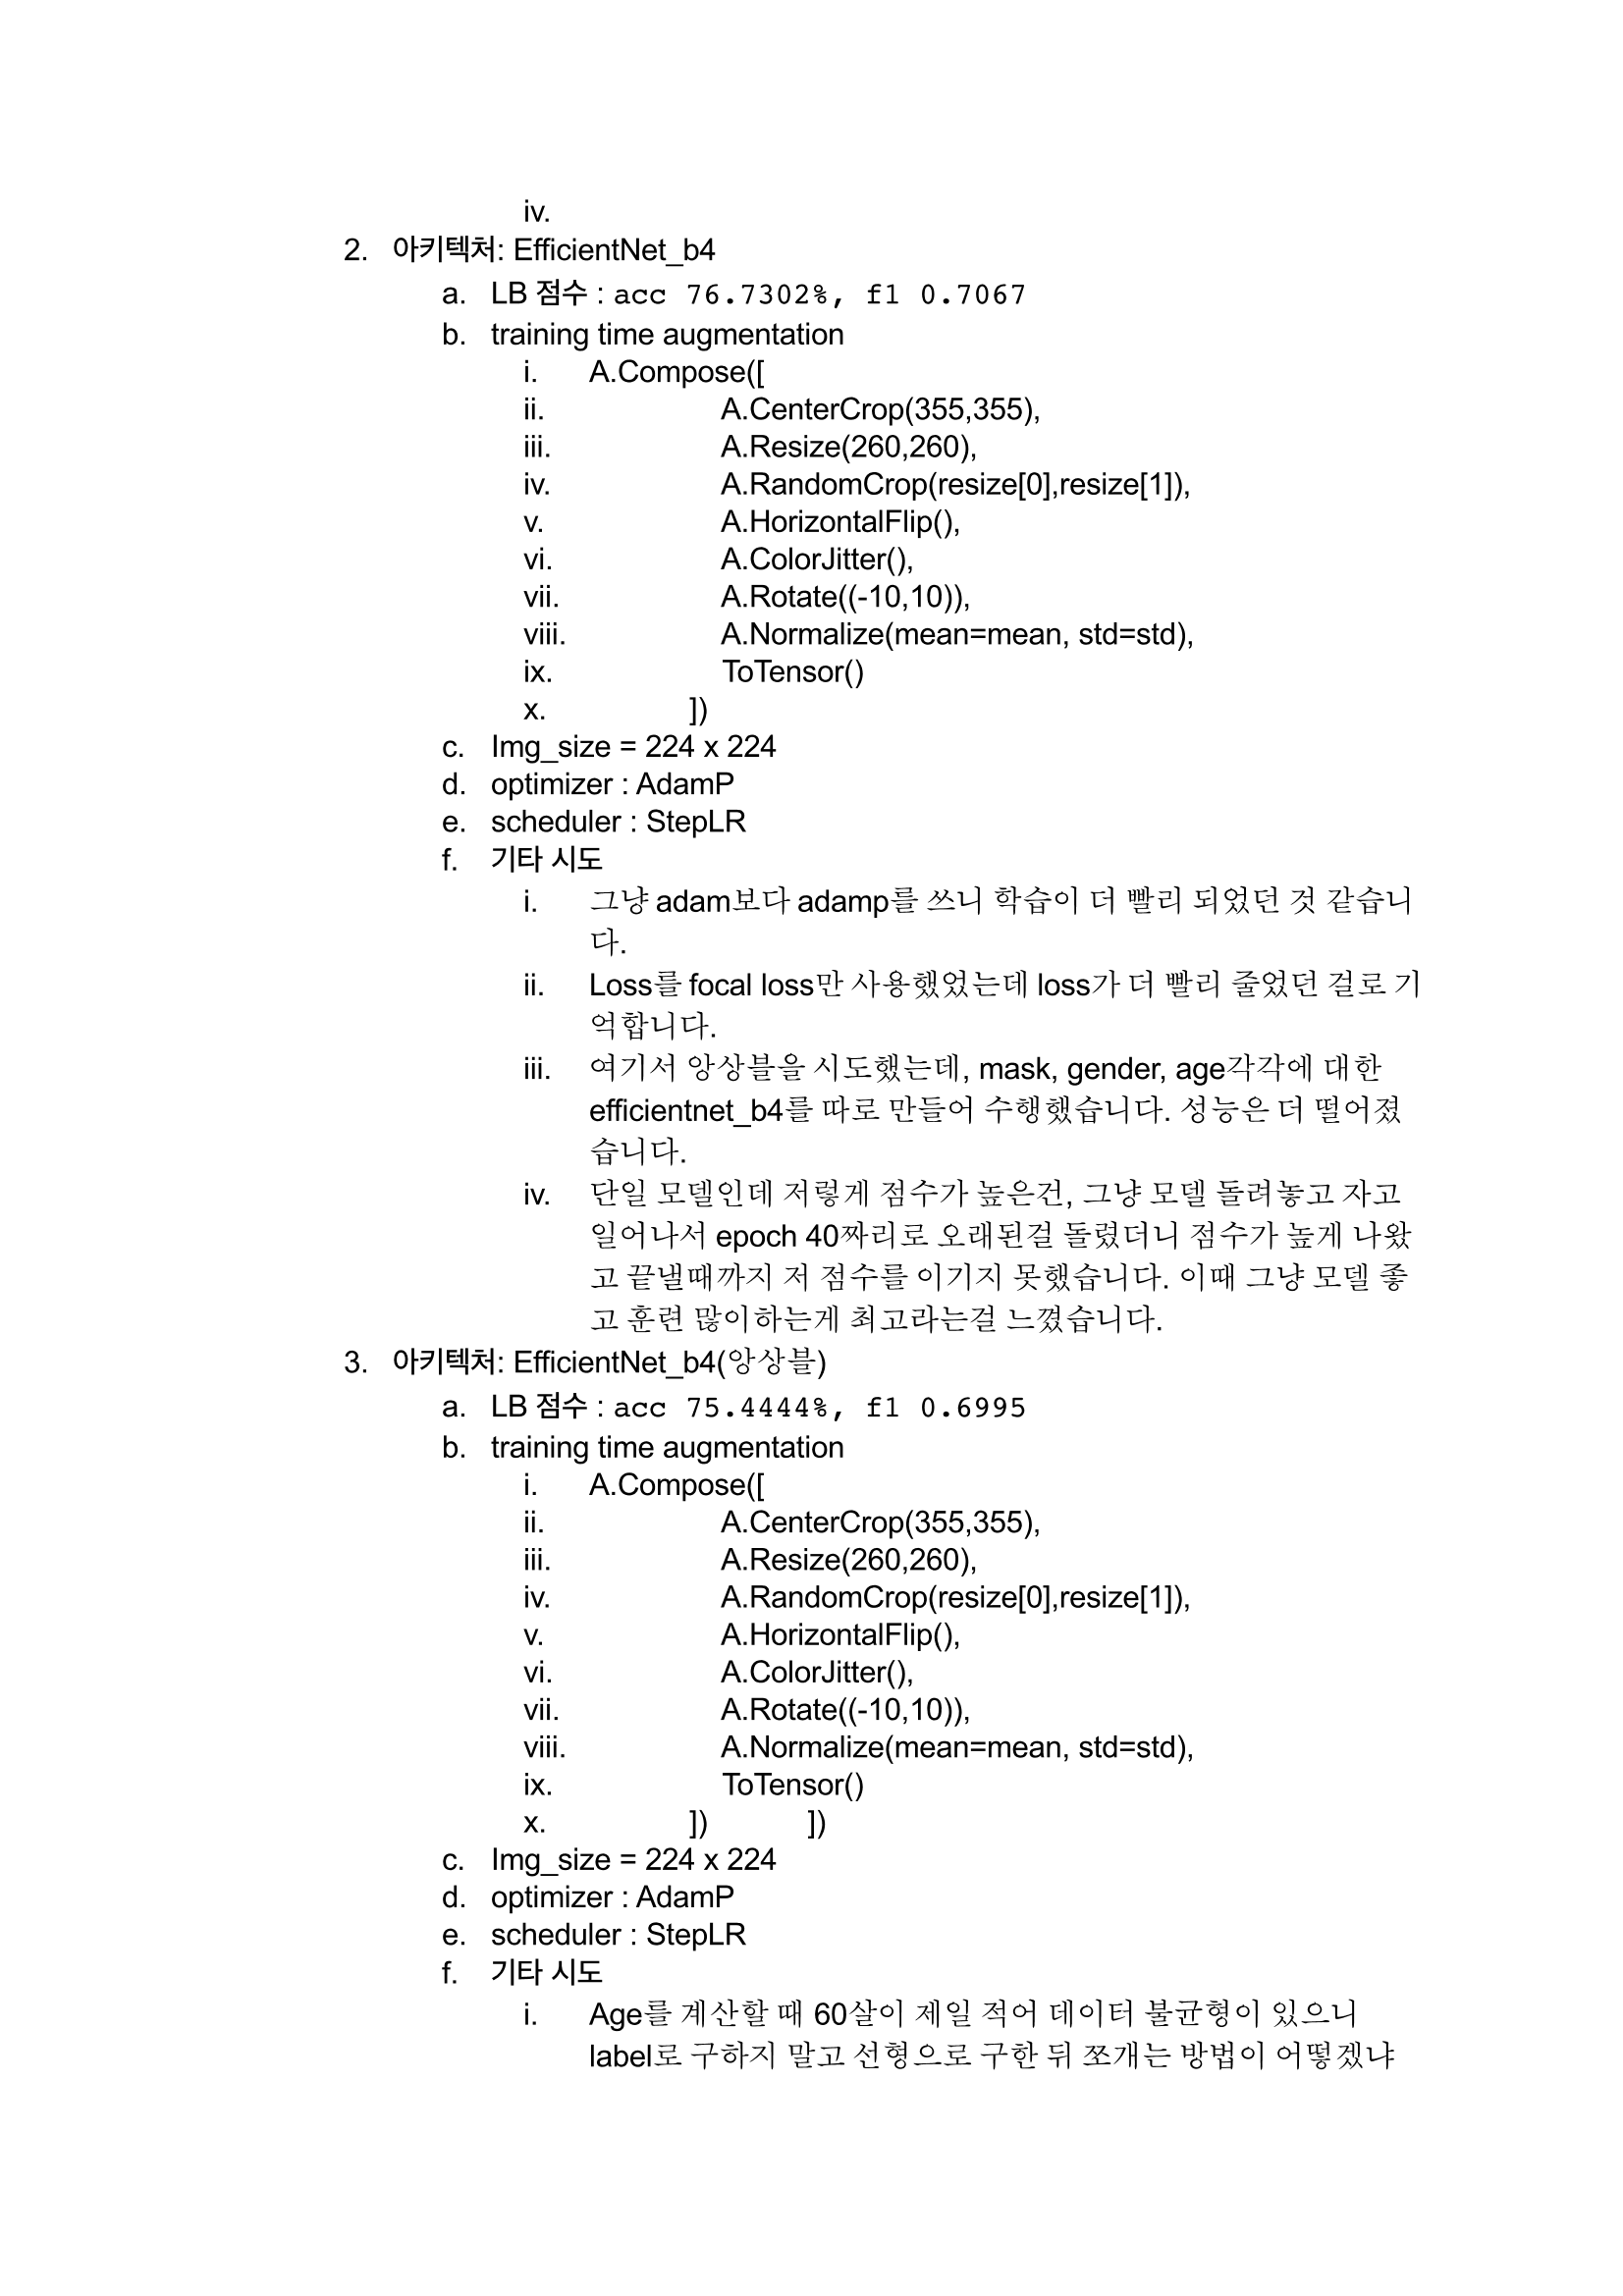 iv.
2. 아키텍처: EfficientNet_b4
a. LB 점수 : acc 76.7302%, f1 0.7067
b. training time augmentation
i. A.Compose([
ii. A.CenterCrop(355,355),
iii. A.Resize(260,260),
iv. A.RandomCrop(resize[0],resize[1]),
v. A.HorizontalFlip(),
vi. A.ColorJitter(),
vii. A.Rotate((-10,10)),
viii. A.Normalize(mean=mean, std=std),
ix. ToTensor()
x. ])
c. Img_size = 224 x 224
d. optimizer : AdamP
e. scheduler : StepLR
f. 기타 시도
i. 그냥 adam보다 adamp를 쓰니 학습이 더 빨리 되었던 것 같습니
다.
ii. Loss를 focal loss만 사용했었는데 loss가 더 빨리 줄었던 걸로 기
억합니다.
iii. 여기서 앙상블을 시도했는데, mask, gender, age각각에 대한
efficientnet_b4를 따로 만들어 수행했습니다. 성능은 더 떨어졌
습니다.
iv. 단일 모델인데 저렇게 점수가 높은건, 그냥 모델 돌려놓고 자고
일어나서 epoch 40짜리로 오래된걸 돌렸더니 점수가 높게 나왔
고 끝낼때까지 저 점수를 이기지 못했습니다. 이때 그냥 모델 좋
고 훈련 많이하는게 최고라는걸 느꼈습니다.
3. 아키텍처: EfficientNet_b4(앙상블)
a. LB 점수 : acc 75.4444%, f1 0.6995
b. training time augmentation
i. A.Compose([
ii. A.CenterCrop(355,355),
iii. A.Resize(260,260),
iv. A.RandomCrop(resize[0],resize[1]),
v. A.HorizontalFlip(),
vi. A.ColorJitter(),
vii. A.Rotate((-10,10)),
viii. A.Normalize(mean=mean, std=std),
ix. ToTensor()
x. ]) ])
c. Img_size = 224 x 224
d. optimizer : AdamP
e. scheduler : StepLR
f. 기타 시도
i. Age를 계산할 때 60살이 제일 적어 데이터 불균형이 있으니
label로 구하지 말고 선형으로 구한 뒤 쪼개는 방법이 어떻겠냐